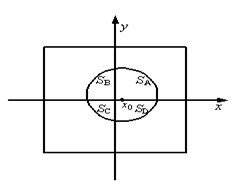 y
S_B S_A
S_C x_0 S_D x